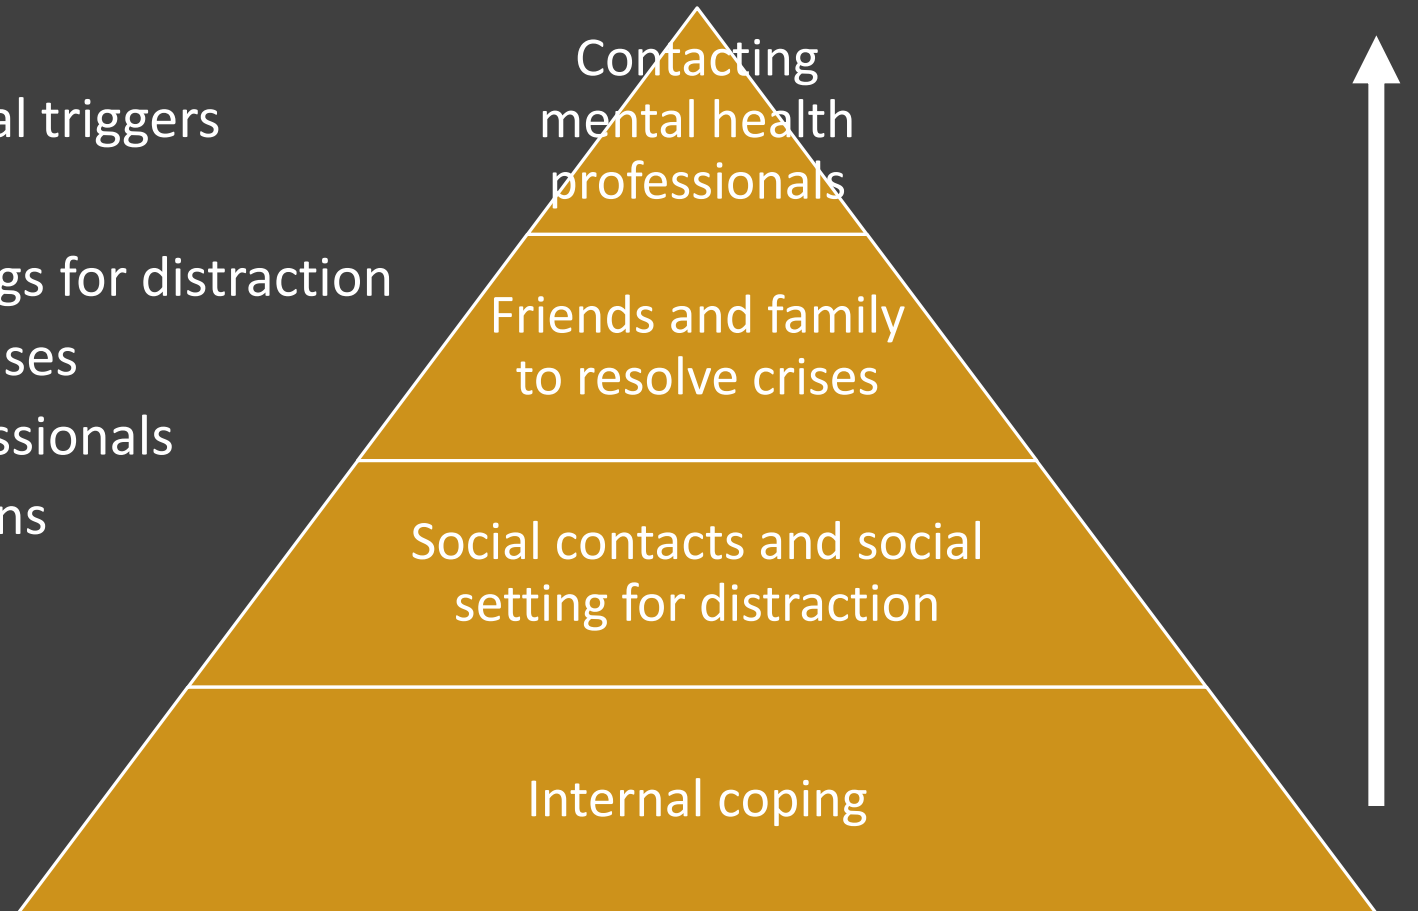 al triggers
gs for distraction
ses
ssionals
ns
Contacting
mental health
professionals
Friends and family
to resolve crises
Social contacts and social
setting for distraction
Internal coping